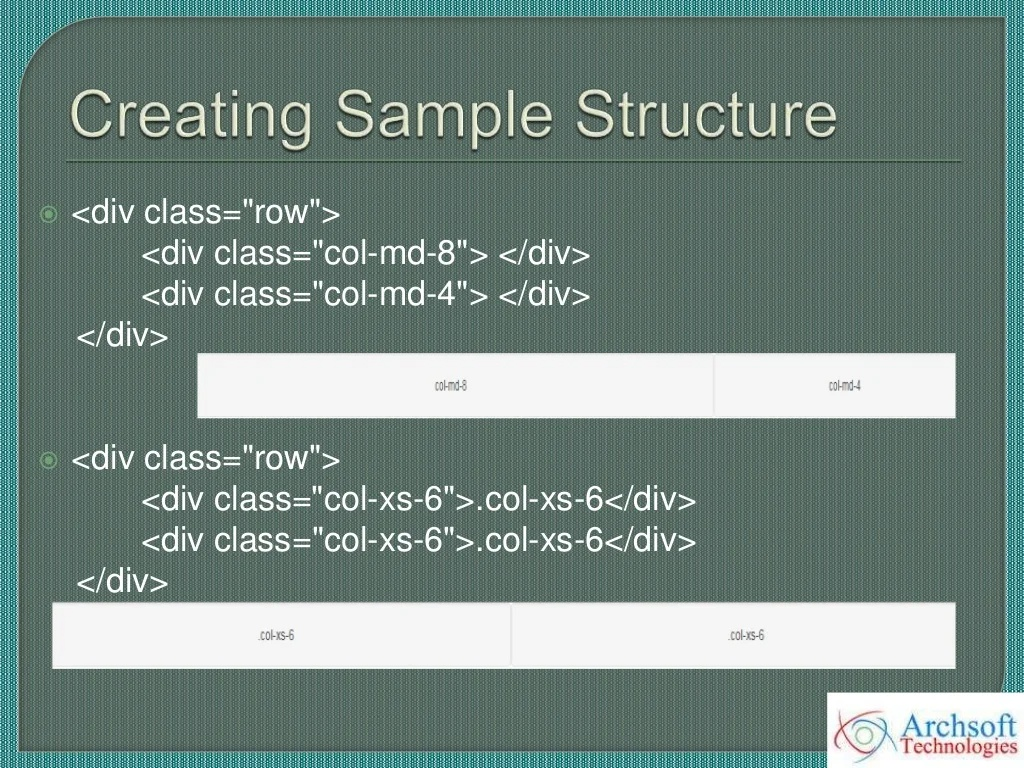 Creating Sample Structure
<div class="row">
<div class="col-md-8"> </div>
<div class="col-md-4"> </div>
</div>
col-md-8 col-md-4
<div class="row">
<div class="col-xs-6">.col-xs-6</div>
<div class="col-xs-6">.col-xs-6</div>
</div>
.col-xs-6 .col-xs-6
Archsoft
Technologies